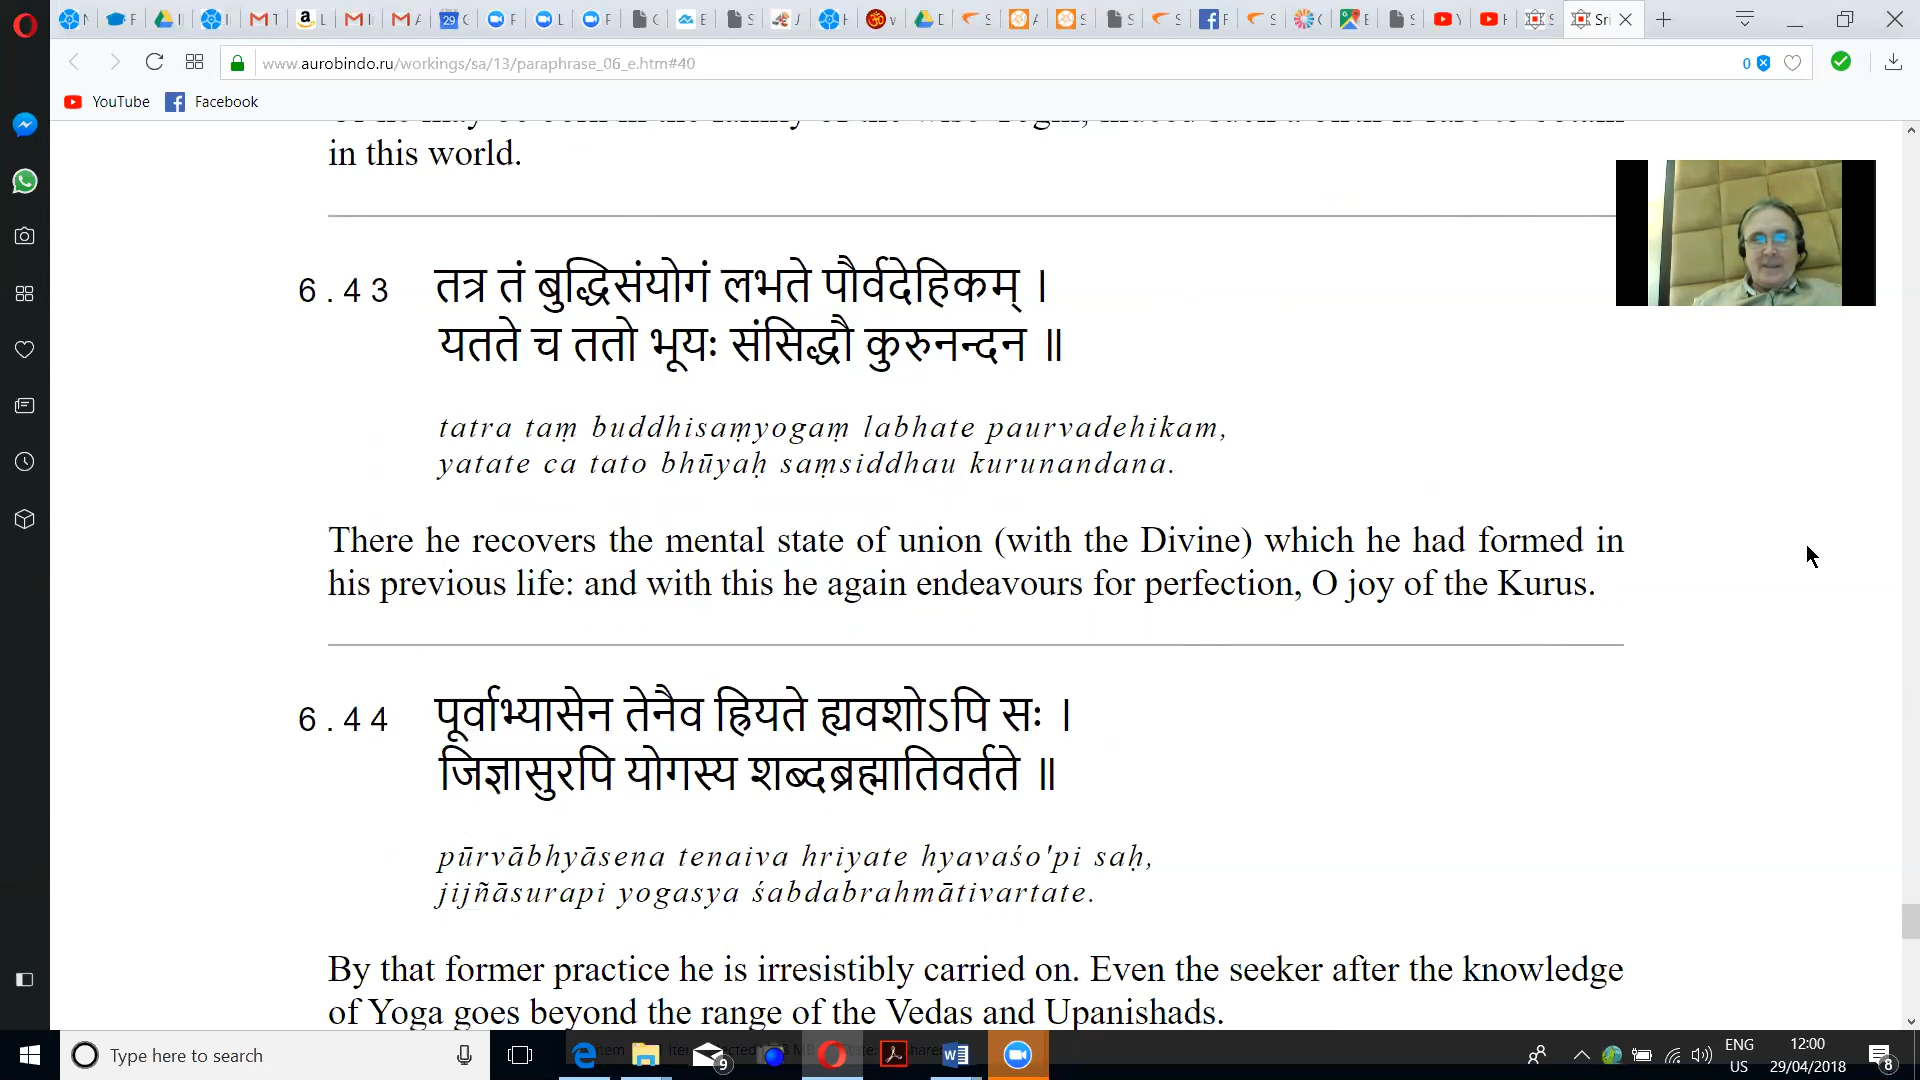 www.aurobindo.ru/workings/sa/13/paraphrase_06_e.htm#40
0
YouTube Facebook
in this world.
6.43 तत्र तं बुद्धिसंयोगं लभते पौर्वदेहिकम् ।
यतते च ततो भूयः संसिद्धौ कुरुनन्दन ॥
tatra taṃ buddhisaṃyogaṃ labhate paurvadehikam,
yatate ca tato bhūyaḥ saṃsiddhau kurunandana.
There he recovers the mental state of union (with the Divine) which he had formed in
his previous life: and with this he again endeavours for perfection, O joy of the Kurus.
6.44 पूर्वाभ्यासेन तेनैव ह्रियते ह्यवशोऽपि सः ।
जिज्ञासुरपि योगस्य शब्दब्रह्मातिवर्तते ॥
pūrvābhyāsena tenaiva hriyate hyavaśo'pi saḥ,
jijñāsurapi yogasya śabdabrahmātivartate.
By that former practice he is irresistibly carried on. Even the seeker after the knowledge
of Yoga goes beyond the range of the Vedas and Upanishads.
Type here to search
9
ENG
US
12:00
29/04/2018
8